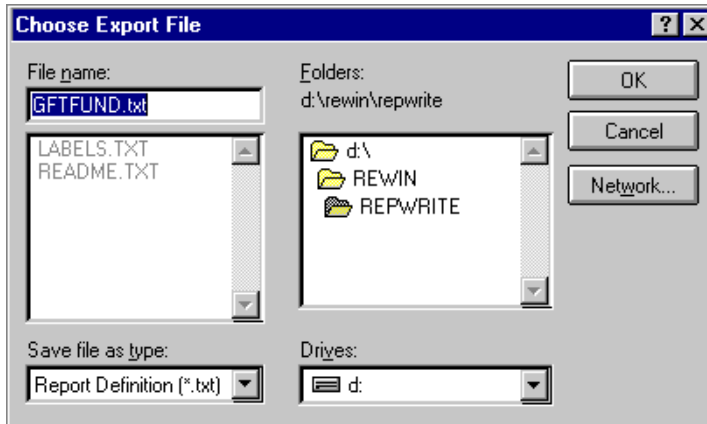 Choose Export File
File name:
GFTFUND.txt
LABELS.TXT
README.TXT
Save file as type:
Report Definition (*.txt)
Folders:
d:\rewin\repwrite
d:\
REWIN
REPWRITE
Drives:
d:
OK
Cancel
Network...